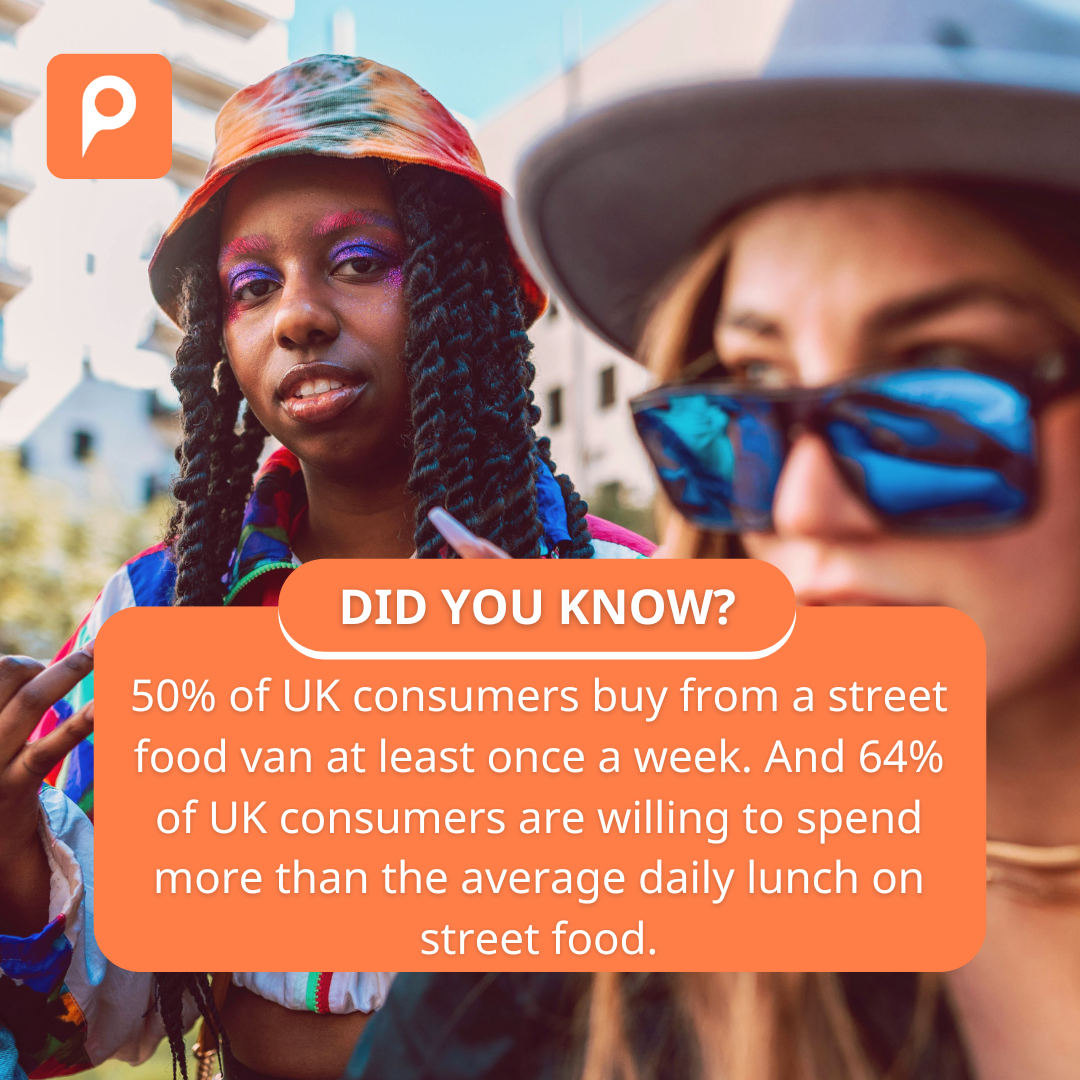 P
DID YOU KNOW?
50% of UK consumers buy from a street
food van at least once a week. And 64%
of UK consumers are willing to spend
more than the average daily lunch on
street food.